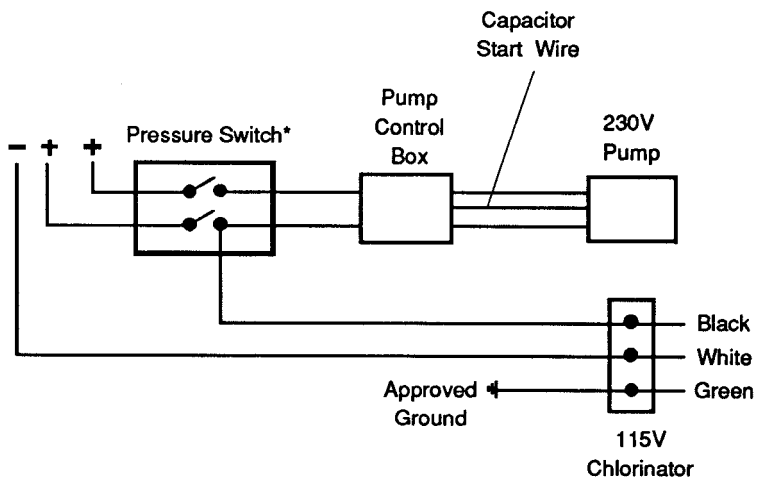 Capacitor
Start Wire
Pump
Control
Box
230V
Pump
Pressure Switch*
− + +
Black
White
Green
Approved
Ground
115V
Chlorinator